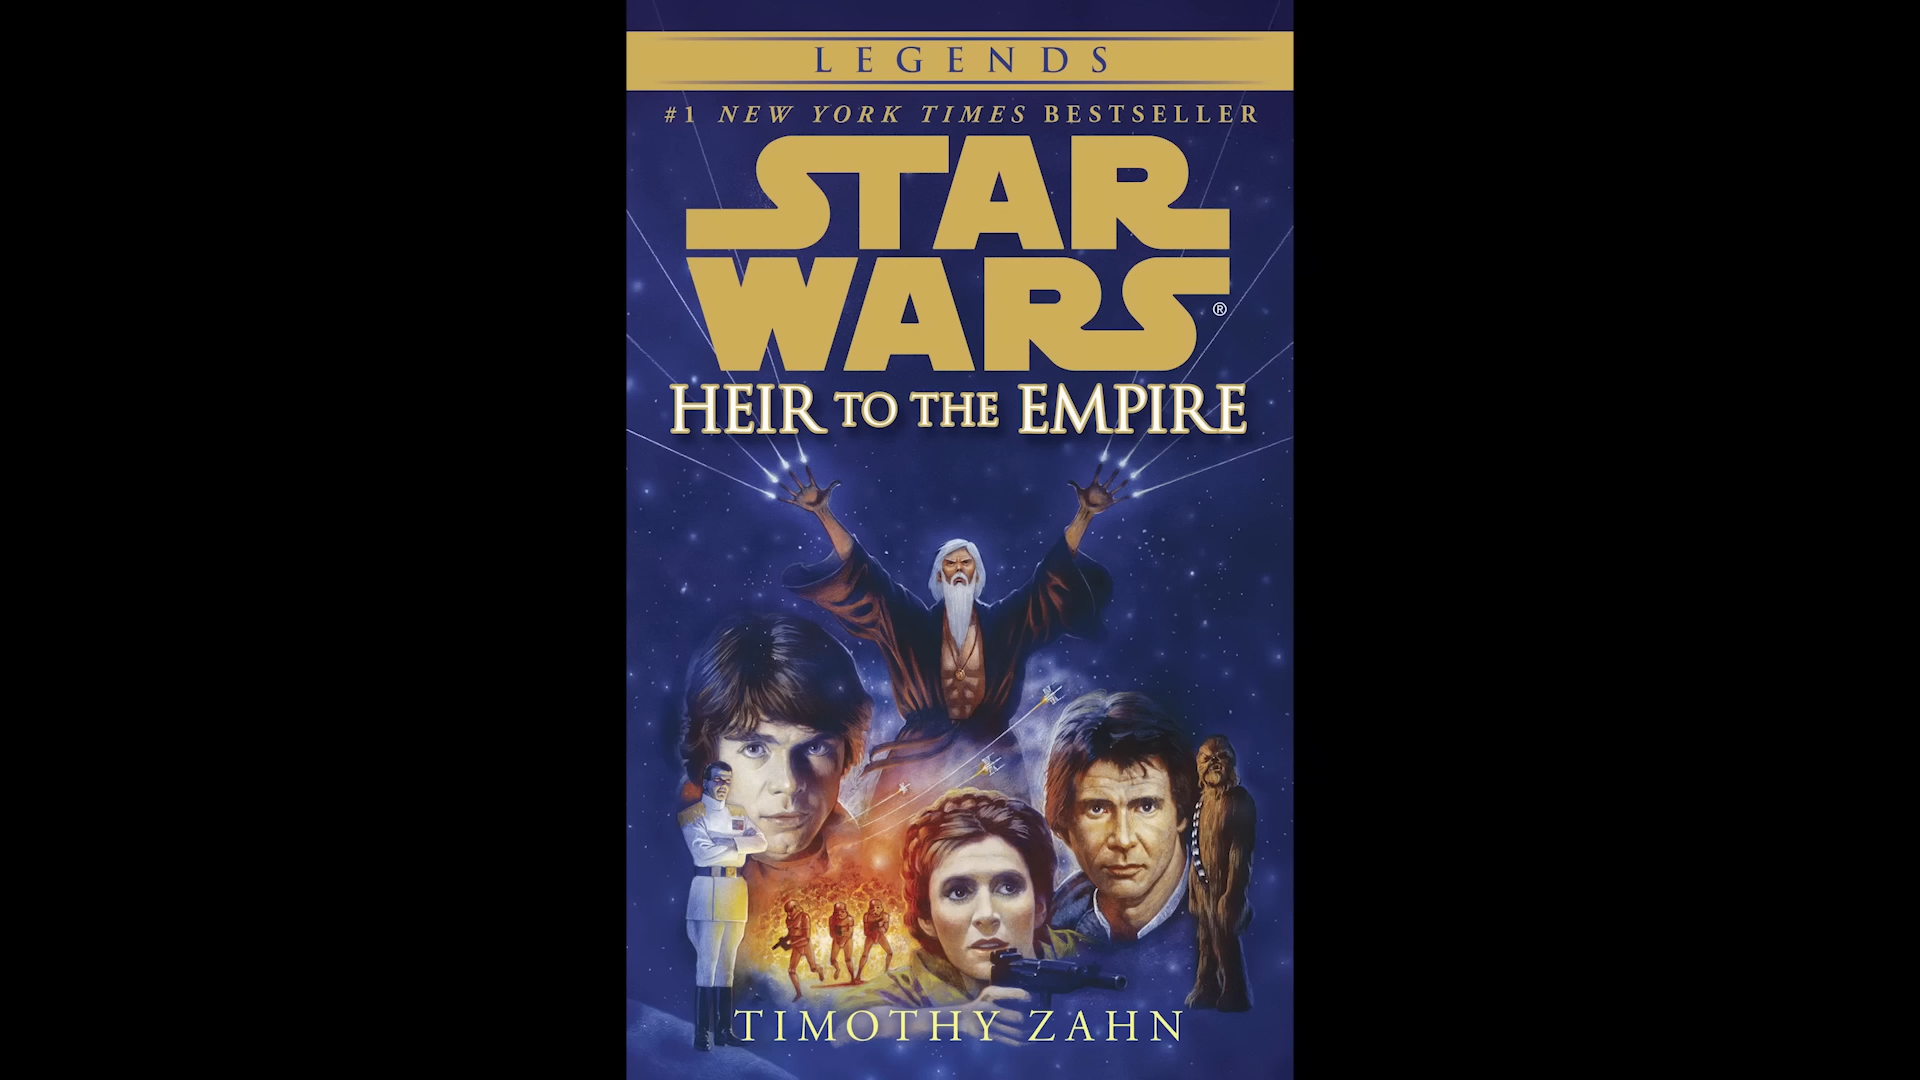 LEGENDS
#1 NEW YORK TIMES BESTSELLER
STAR
WARS®
HEIR TO THE EMPIRE
TIMOTHY ZAHN